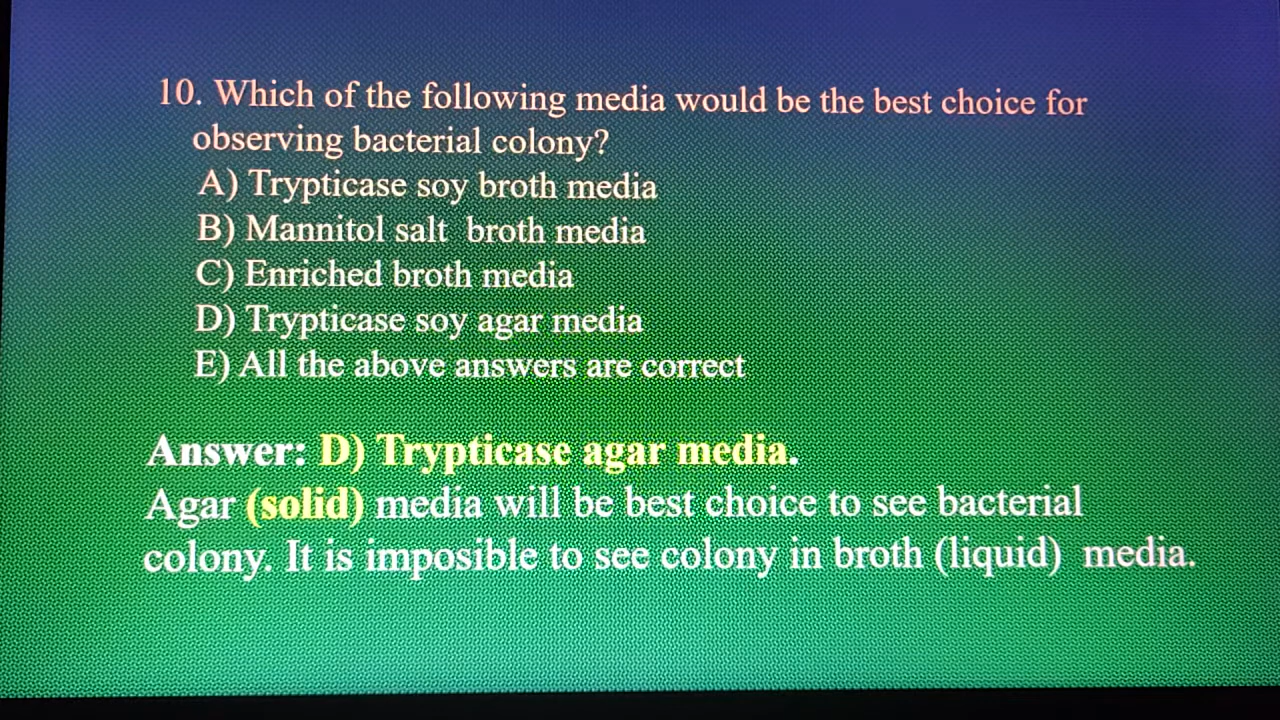 10. Which of the following media would be the best choice for
observing bacterial colony?
A) Trypticase soy broth media
B) Mannitol salt broth media
C) Enriched broth media
D) Trypticase soy agar media
E) All the above answers are correct
Answer: D) Trypticase agar media.
Agar (solid) media will be best choice to see bacterial
colony. It is imposible to see colony in broth (liquid) media.